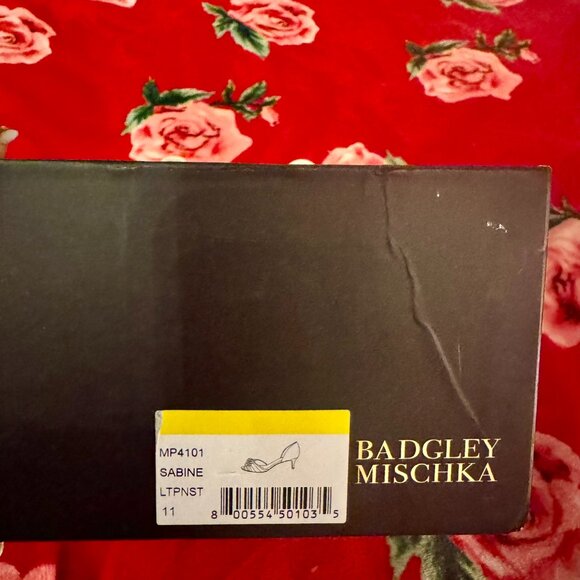 MP4101
SABINE
LTPNST
11
8 00554 50103 5
BADGLEY
MISCHKA